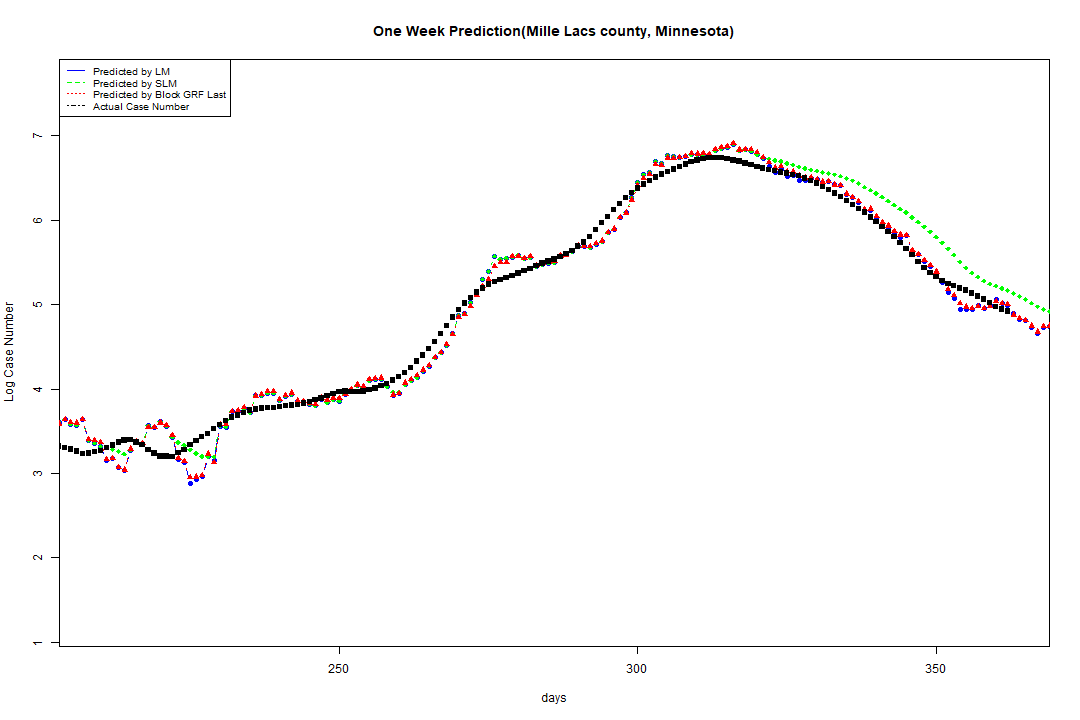 One Week Prediction(Mille Lacs county, Minnesota)
Predicted by LM
Predicted by SLM
Predicted by Block GRF Last
Actual Case Number
7
6
5
4
3
2
1
Log Case Number
250 300 350
days